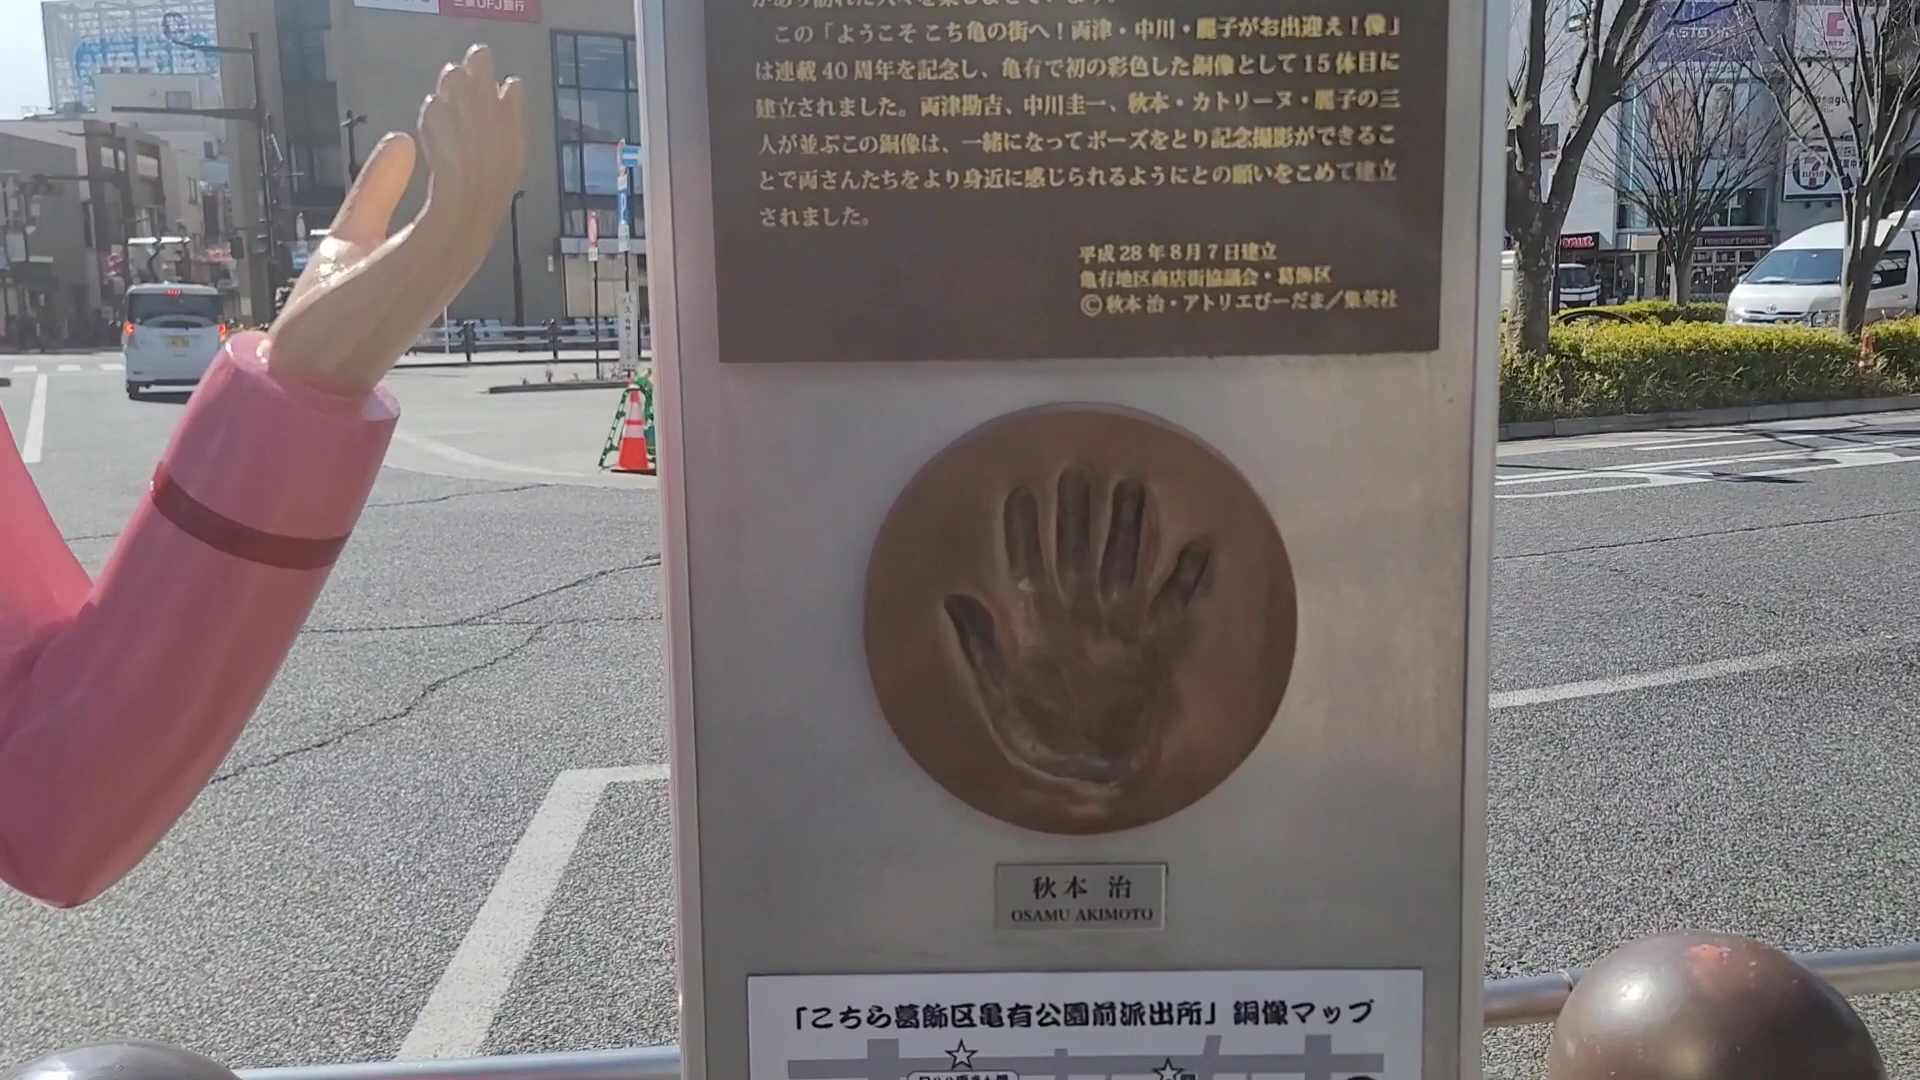 三菱UFJ銀行
この「ようこそ こち亀の街へ！両津・中川・麗子がお出迎え！像」
は連載 40 周年を記念し、亀有で初の彩色した銅像として 15 体目に
建立されました。両津勘吉、中川圭一、秋本・カトリーヌ・麗子の三
人が並ぶこの銅像は、一緒になってポーズをとり記念撮影ができるこ
とで両さんたちをより身近に感じられるようにとの願いをこめて建立
されました。
平成 28 年 8 月 7 日建立
亀有地区商店街協議会・葛飾区
©秋本 治・アトリエびーだま／集英社
秋本 治
OSAMU AKIMOTO
「こちら葛飾区亀有公園前派出所」銅像マップ